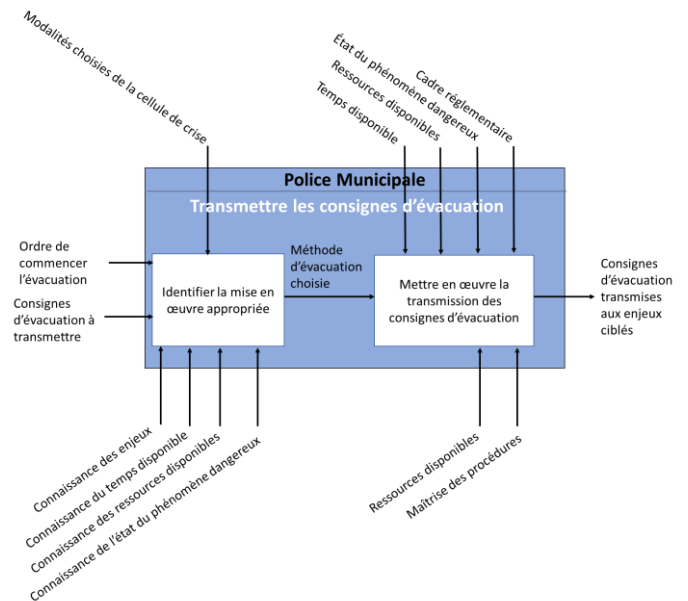 Modalités choisies de la cellule de crise
Temps disponible
Ressources disponibles
État du phénomène dangereux
Cadre réglementaire
Police Municipale
Transmettre les consignes d'évacuation
Ordre de
commencer
l'évacuation
Consignes
d'évacuation à
transmettre
Identifier la mise en
œuvre appropriée
Méthode
d'évacuation
choisie
Mettre en œuvre la
transmission des
consignes d'évacuation
Consignes
d'évacuation
transmises
aux enjeux
ciblés
Connaissance des enjeux
Connaissance du temps disponible
Connaissance des ressources disponibles
Connaissance de l'état du phénomène dangereux
Ressources disponibles
Maîtrise des procédures